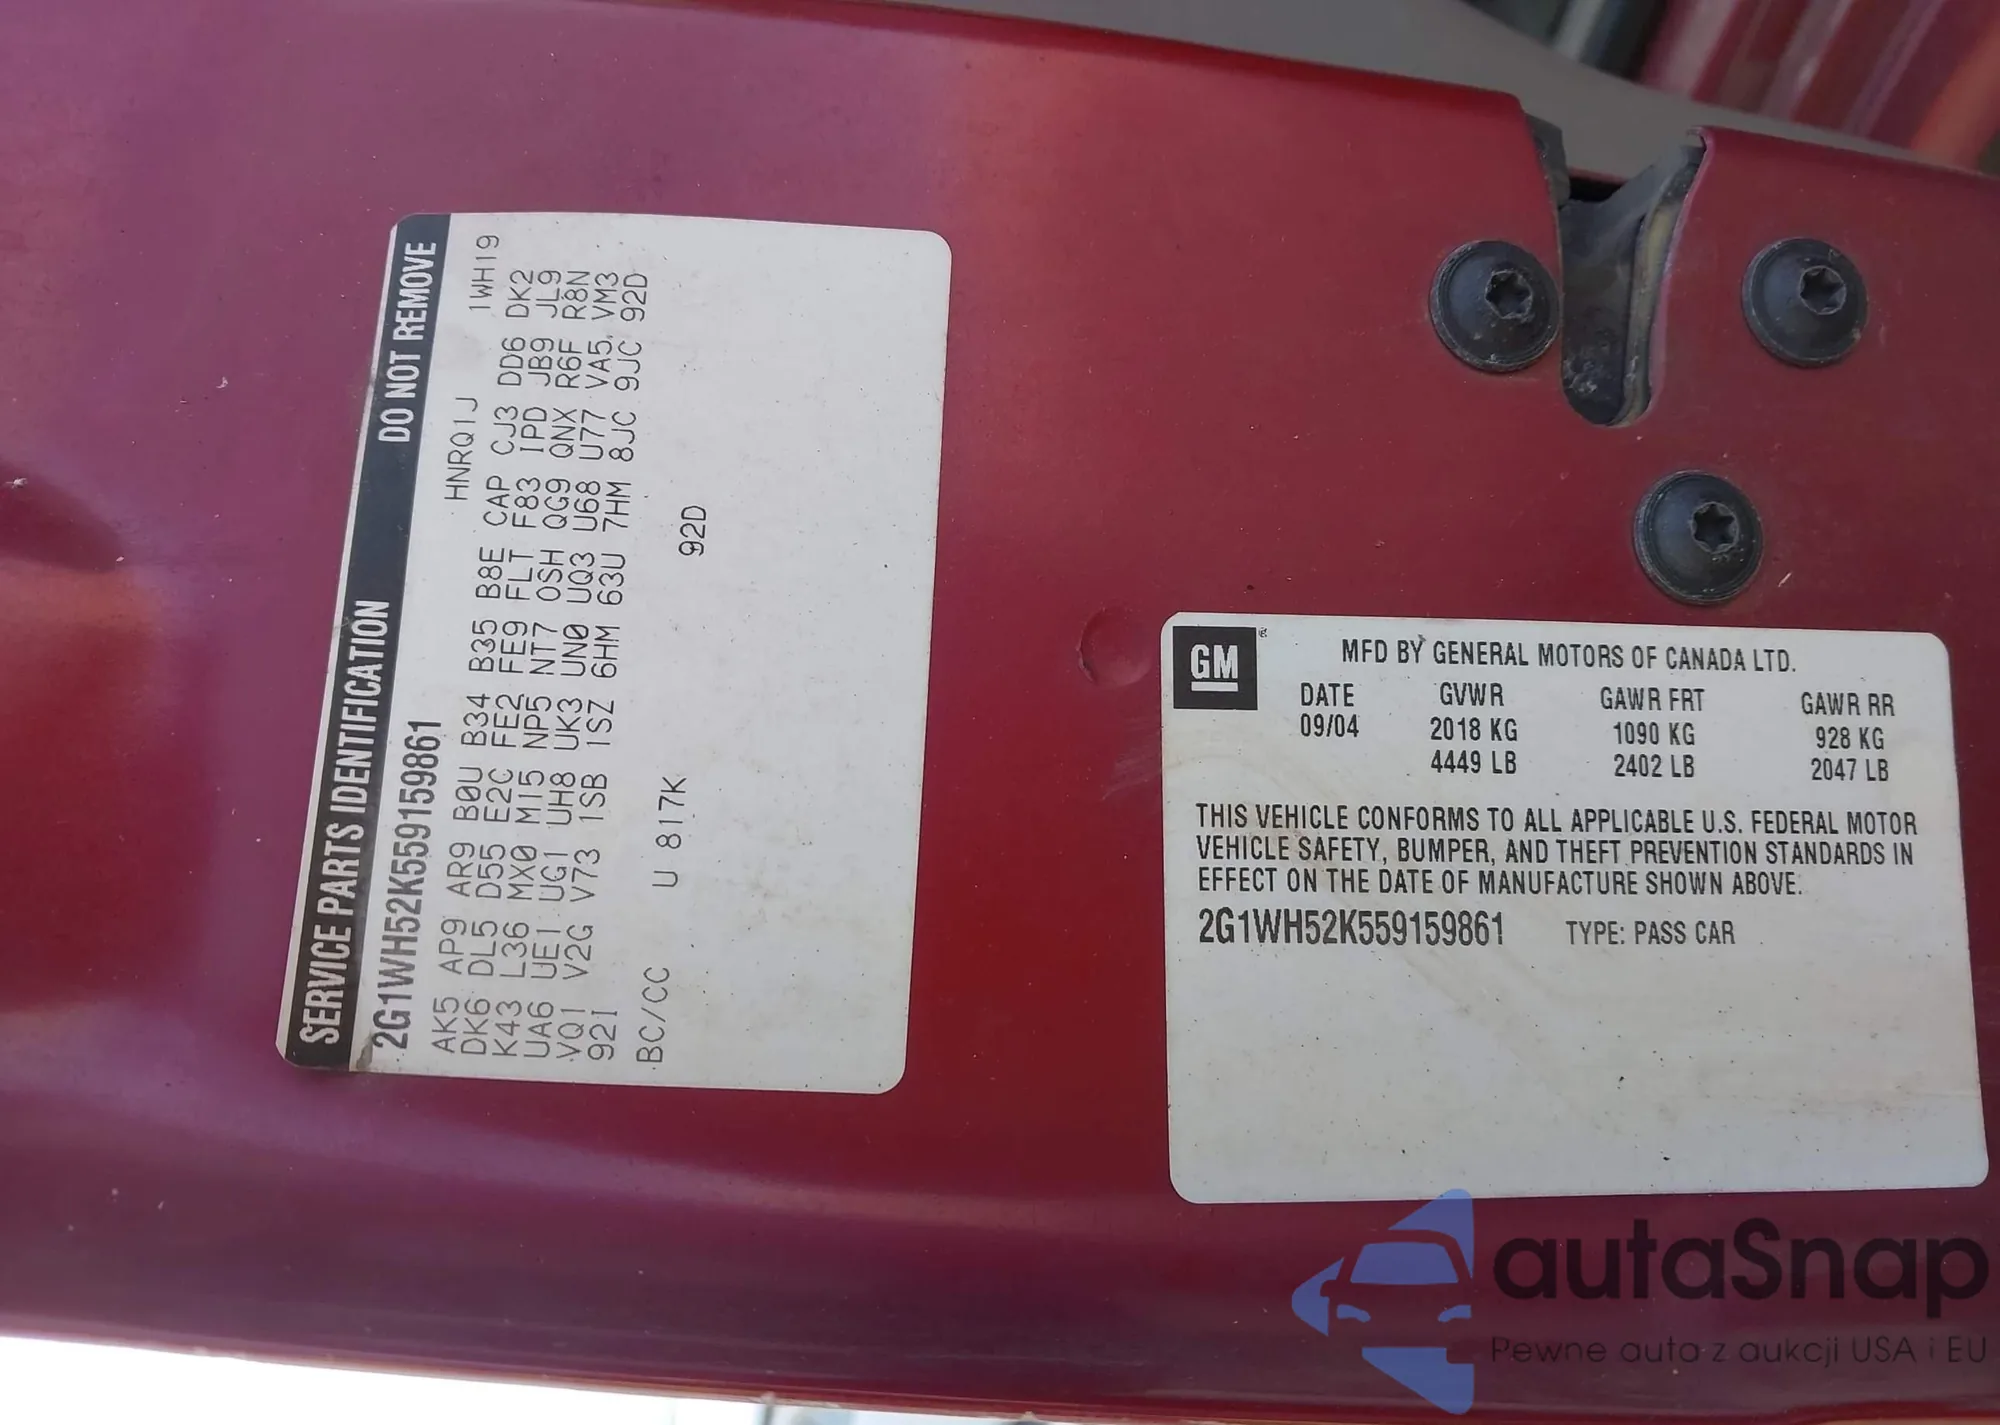 SERVICE PARTS IDENTIFICATION DO NOT REMOVE
2G1WH52K559159861 HNRQ1J 1WH19
AK5 AP9 AR9 B0U B34 B35 B8E CAP CJ3 DD6 DK2
DK6 DL5 D55 E2C FE2 FE9 FLT F83 IPD JB9 JL9
K43 L36 MX0 M15 NP5 NT7 OSH QG9 QNX R6F R8N
UA6 UE1 UG1 UH8 UK3 UN0 UQ3 U68 U77 VA5 VM3
VQ1 V2G V73 1SB 1SZ 6HM 63U 7HM 8JC 9JC 92D
92I
BC/CC U 817K 92D
GM
MFD BY GENERAL MOTORS OF CANADA LTD.
DATE GVWR GAWR FRT GAWR RR
09/04 2018 KG 1090 KG 928 KG
4449 LB 2402 LB 2047 LB
THIS VEHICLE CONFORMS TO ALL APPLICABLE U.S. FEDERAL MOTOR
VEHICLE SAFETY, BUMPER, AND THEFT PREVENTION STANDARDS IN
EFFECT ON THE DATE OF MANUFACTURE SHOWN ABOVE.
2G1WH52K559159861 TYPE: PASS CAR
autaSnap
Pewne auta z aukcji USA i EU